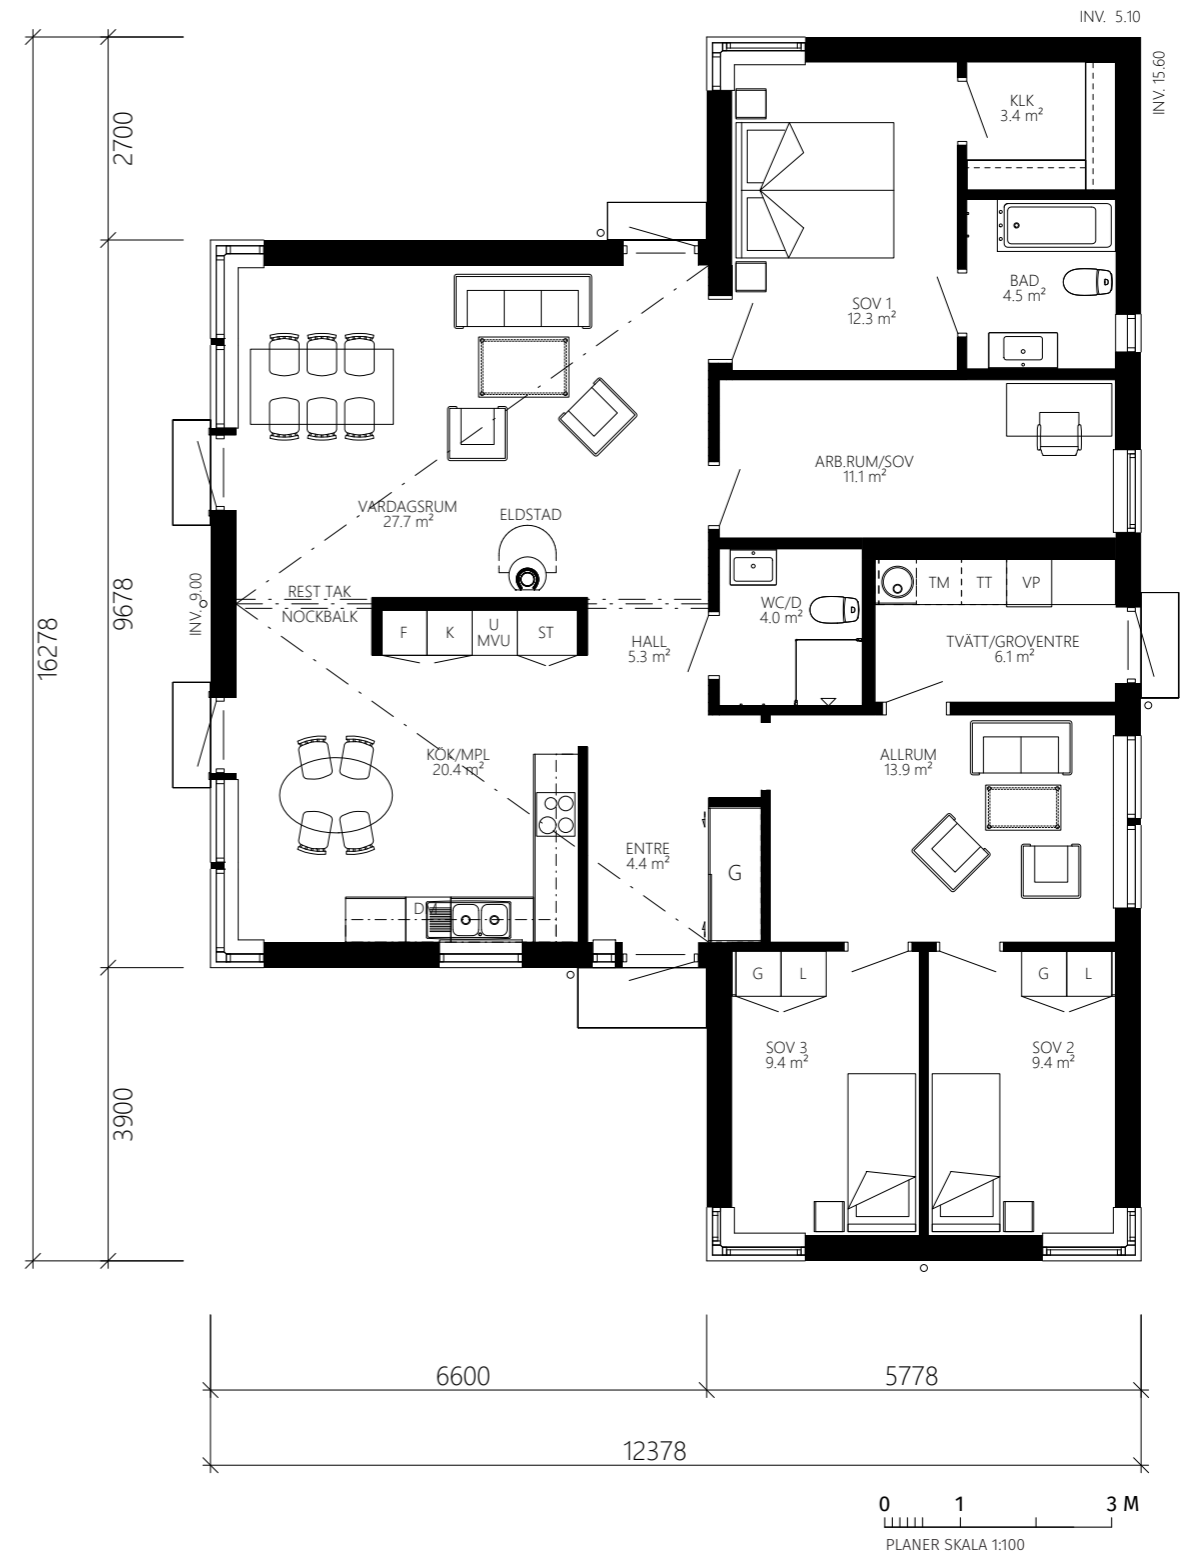 INV. 5.10
INV. 15.60
KLK
3.4 m²
2700
BAD
4.5 m²
SOV 1
12.3 m²
ARB.RUM/SOV
11.1 m²
VARDAGSRUM
27.7 m²
ELDSTAD
INV. 9.00
REST TAK
NOCKBALK
9678
16278
F
K
U
MVU
ST
HALL
5.3 m²
WC/D
4.0 m²
TM
TT
VP
TVÄTT/GROVENTRE
6.1 m²
KÖK/MPL
20.4 m²
ALLRUM
13.9 m²
ENTRE
4.4 m²
G
DM
G
L
G
L
SOV 3
9.4 m²
SOV 2
9.4 m²
3900
6600
5778
12378
0 1 3 M
PLANER SKALA 1:100